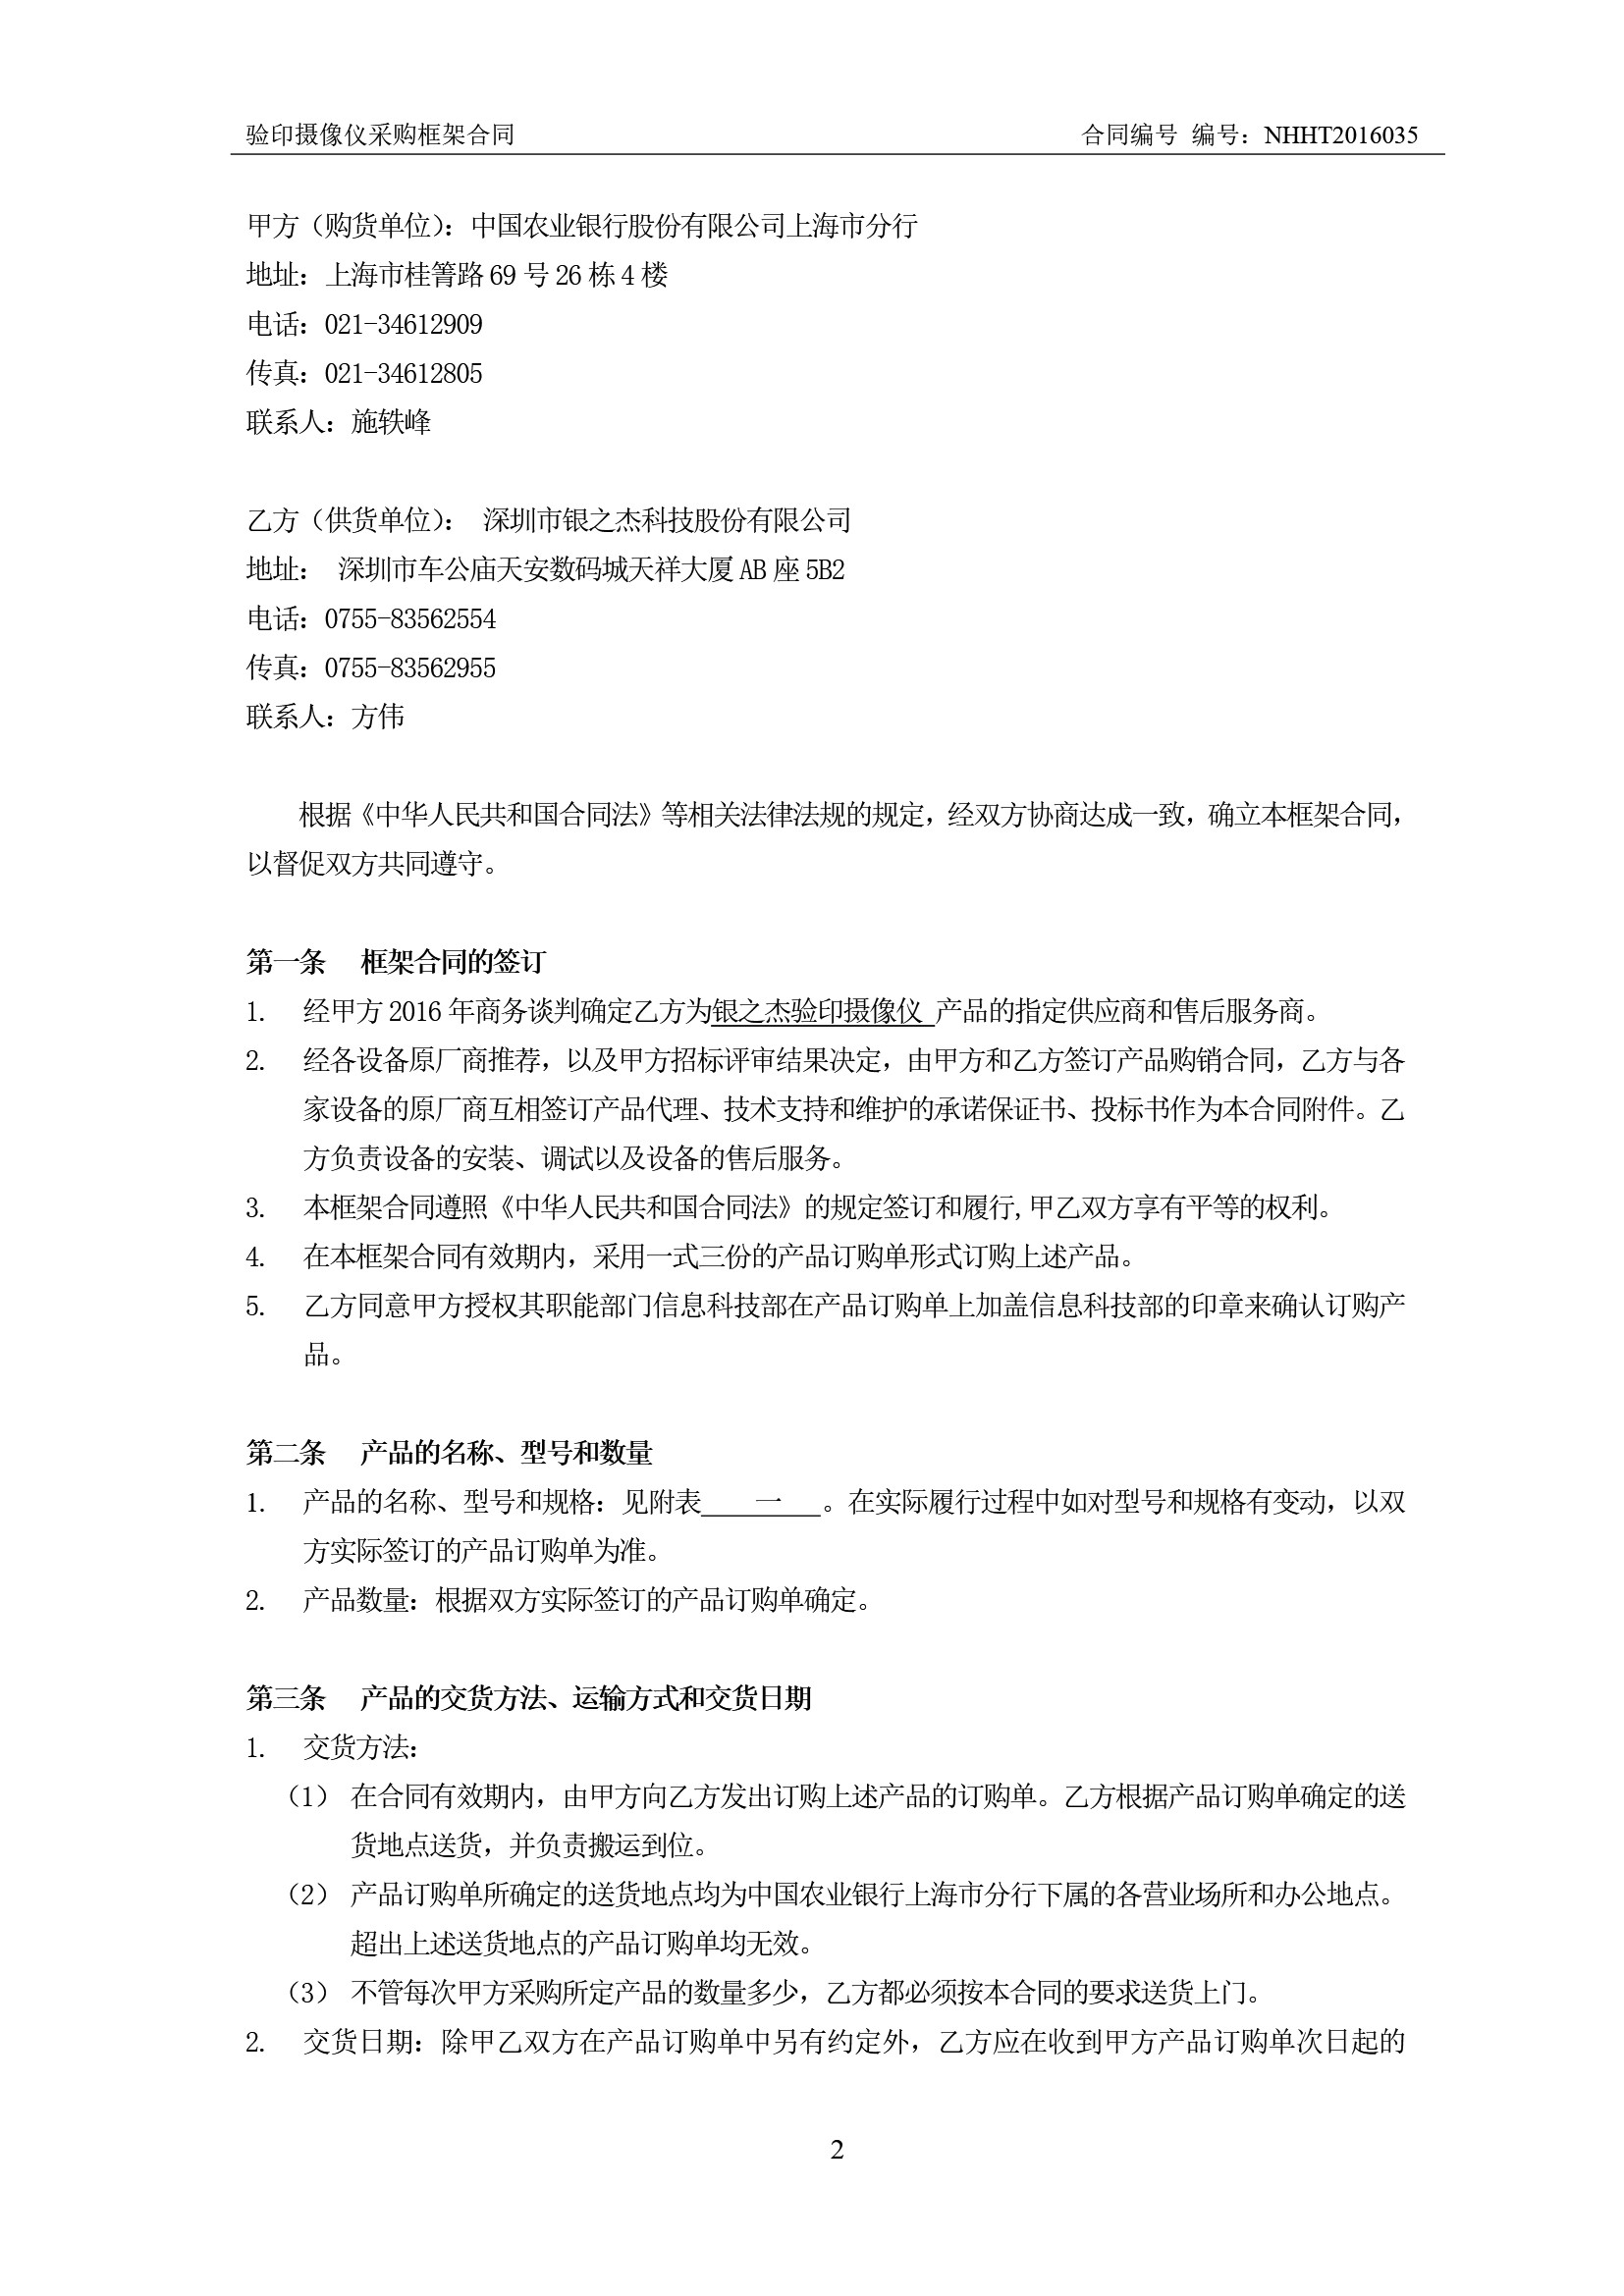 验印摄像仪采购框架合同 合同编号 编号：NHHT2016035
甲方（购货单位）：中国农业银行股份有限公司上海市分行
地址：上海市桂箐路 69 号 26 栋 4 楼
电话：021-34612909
传真：021-34612805
联系人：施轶峰
乙方（供货单位）： 深圳市银之杰科技股份有限公司
地址： 深圳市车公庙天安数码城天祥大厦 AB 座 5B2
电话：0755-83562554
传真：0755-83562955
联系人：方伟
根据《中华人民共和国合同法》等相关法律法规的规定，经双方协商达成一致，确立本框架合同，
以督促双方共同遵守。
第一条 框架合同的签订
1. 经甲方 2016 年商务谈判确定乙方为银之杰验印摄像仪 产品的指定供应商和售后服务商。
2. 经各设备原厂商推荐，以及甲方招标评审结果决定，由甲方和乙方签订产品购销合同，乙方与各
家设备的原厂商互相签订产品代理、技术支持和维护的承诺保证书、投标书作为本合同附件。乙
方负责设备的安装、调试以及设备的售后服务。
3. 本框架合同遵照《中华人民共和国合同法》的规定签订和履行,甲乙双方享有平等的权利。
4. 在本框架合同有效期内，采用一式三份的产品订购单形式订购上述产品。
5. 乙方同意甲方授权其职能部门信息科技部在产品订购单上加盖信息科技部的印章来确认订购产
品。
第二条 产品的名称、型号和数量
1. 产品的名称、型号和规格：见附表 一 。在实际履行过程中如对型号和规格有变动，以双
方实际签订的产品订购单为准。
2. 产品数量：根据双方实际签订的产品订购单确定。
第三条 产品的交货方法、运输方式和交货日期
1. 交货方法：
（1） 在合同有效期内，由甲方向乙方发出订购上述产品的订购单。乙方根据产品订购单确定的送
货地点送货，并负责搬运到位。
（2） 产品订购单所确定的送货地点均为中国农业银行上海市分行下属的各营业场所和办公地点。
超出上述送货地点的产品订购单均无效。
（3） 不管每次甲方采购所定产品的数量多少，乙方都必须按本合同的要求送货上门。
2. 交货日期：除甲乙双方在产品订购单中另有约定外，乙方应在收到甲方产品订购单次日起的
2